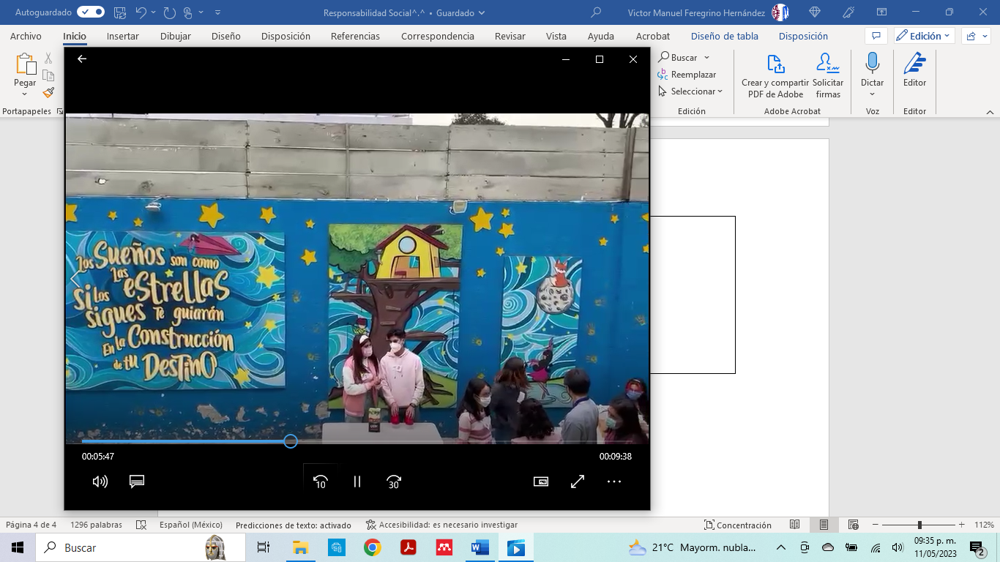 Autoguardado
Responsabilidad Social^.^ • Guardado
Victor Manuel Feregrino Hernández
Archivo Inicio Insertar Dibujar Diseño Disposición Referencias Correspondencia Revisar Vista Ayuda Acrobat Diseño de tabla Disposición
Edición
Pegar
Portapapeles
Buscar
Reemplazar
Seleccionar
Edición
Crear y compartir
PDF de Adobe
Solicitar
firmas
Adobe Acrobat
Dictar
Voz
Editor
Editor
Los Sueños son como
Las estrellas
si los
sigues Te guiarán
En la Construcción
de tu Destino
00:05:47
00:09:38
10
30
Página 4 de 4 1296 palabras Español (México) Predicciones de texto: activado Accesibilidad: es necesario investigar Concentración 112%
Buscar
21°C Mayorm. nubla...
09:35 p. m.
11/05/2023
2